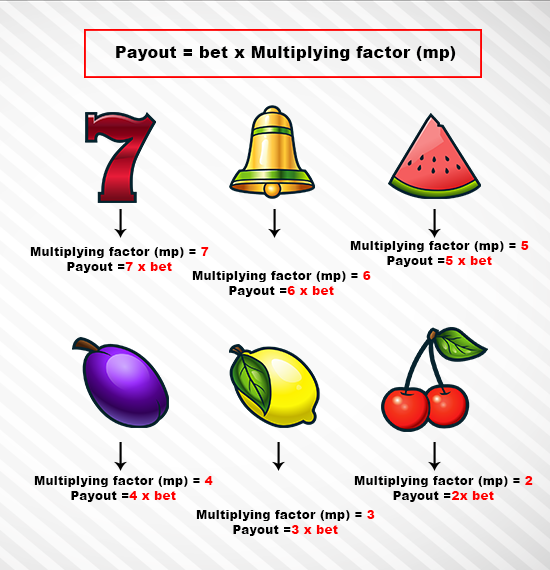 Payout = bet x Multiplying factor (mp)
7
Multiplying factor (mp) = 7
Payout =7 x bet
Multiplying factor (mp) = 6
Payout =6 x bet
Multiplying factor (mp) = 5
Payout =5 x bet
Multiplying factor (mp) = 4
Payout =4 x bet
Multiplying factor (mp) = 3
Payout =3 x bet
Multiplying factor (mp) = 2
Payout =2x bet